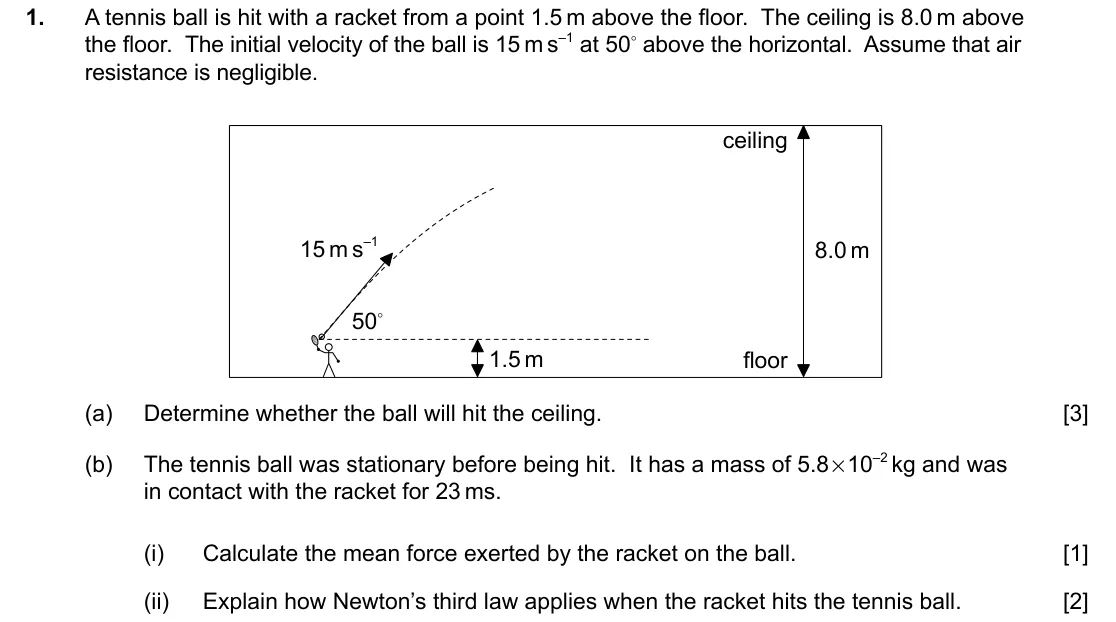 1. A tennis ball is hit with a racket from a point 1.5 m above the floor. The ceiling is 8.0 m above
the floor. The initial velocity of the ball is 15 m s⁻¹ at 50° above the horizontal. Assume that air
resistance is negligible.
ceiling
15 m s⁻¹
8.0 m
50°
1.5 m
floor
(a) Determine whether the ball will hit the ceiling. [3]
(b) The tennis ball was stationary before being hit. It has a mass of 5.8×10⁻² kg and was
in contact with the racket for 23 ms.
(i) Calculate the mean force exerted by the racket on the ball. [1]
(ii) Explain how Newton's third law applies when the racket hits the tennis ball. [2]